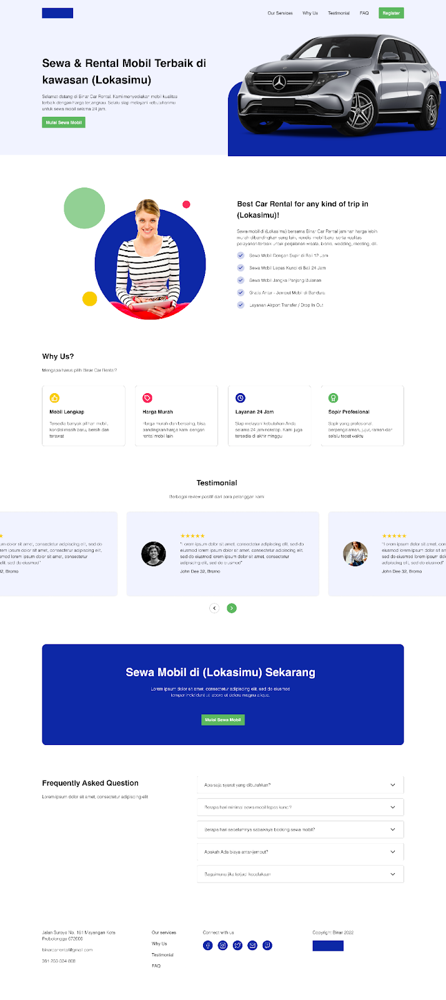 Our Services
Why Us
Testimonial
FAQ
Register
Sewa & Rental Mobil Terbaik di
kawasan (Lokasimu)
Selamat datang di Binar Car Rental. Kami menyediakan mobil kualitas
terbaik dengan harga terjangkau. Selalu siap melayani kebutuhanmu
untuk sewa mobil selama 24 jam.
Mulai Sewa Mobil
Best Car Rental for any kind of trip in
(Lokasimu)!
Sewa mobil di (Lokasimu) bersama Binar Car Rental jaminan harga lebih
murah dibandingkan yang lain, kondisi mobil baru, serta kualitas
pelayanan terbaik untuk perjalanan wisata, bisnis, wedding, meeting, dll.
Sewa Mobil Dengan Supir di Bali 12 Jam
Sewa Mobil Lepas Kunci di Bali 24 Jam
Sewa Mobil Jangka Panjang Bulanan
Gratis Antar - Jemput Mobil di Bandara
Layanan Airport Transfer / Drop In Out
Why Us?
Mengapa harus pilih Binar Car Rental?
Mobil Lengkap
Tersedia banyak pilihan mobil,
kondisi masih baru, bersih dan
terawat
Harga Murah
Harga murah dan bersaing, bisa
bandingkan harga kami dengan
rental mobil lain
Layanan 24 Jam
Siap melayani kebutuhan Anda
selama 24 jam nonstop. Kami juga
tersedia di akhir minggu
Sopir Profesional
Sopir yang profesional,
berpengalaman, jujur, ramah dan
selalu tepat waktu
Testimonial
Berbagai review positif dari para pelanggan kami
um dolor sit amet, consectetur adipiscing elit, sed do
rem ipsum dolor sit amet, consectetur adipiscing elit,
smod lorem ipsum dolor sit amet, consectetur
elit, sed do eiusmod"
32, Bromo
"Lorem ipsum dolor sit amet, consectetur adipiscing elit, sed do
eiusmod lorem ipsum dolor sit amet, consectetur adipiscing elit,
sed do eiusmod lorem ipsum dolor sit amet, consectetur
adipiscing elit, sed do eiusmod"
John Dee 32, Bromo
"Lorem ipsum dolor sit amet, con
eiusmod lorem ipsum dolor sit am
sed do eiusmod lorem ipsum dol
adipiscing elit, sed do eiusmod"
John Dee 32, Bromo
Sewa Mobil di (Lokasimu) Sekarang
Lorem ipsum dolor sit amet, consectetur adipiscing elit, sed do eiusmod
tempor incididunt ut labore et dolore magna aliqua.
Mulai Sewa Mobil
Frequently Asked Question
Lorem ipsum dolor sit amet, consectetur adipiscing elit
Apa saja syarat yang dibutuhkan?
Berapa hari minimal sewa mobil lepas kunci?
Berapa hari sebelumnya sabaiknya booking sewa mobil?
Apakah Ada biaya antar-jemput?
Bagaimana jika terjadi kecelakaan
Jalan Suroyo No. 161 Mayangan Kota
Probolonggo 672000
binarcarrental@gmail.com
081-233-334-808
Our services
Why Us
Testimonial
FAQ
Connect with us
Copyright Binar 2022